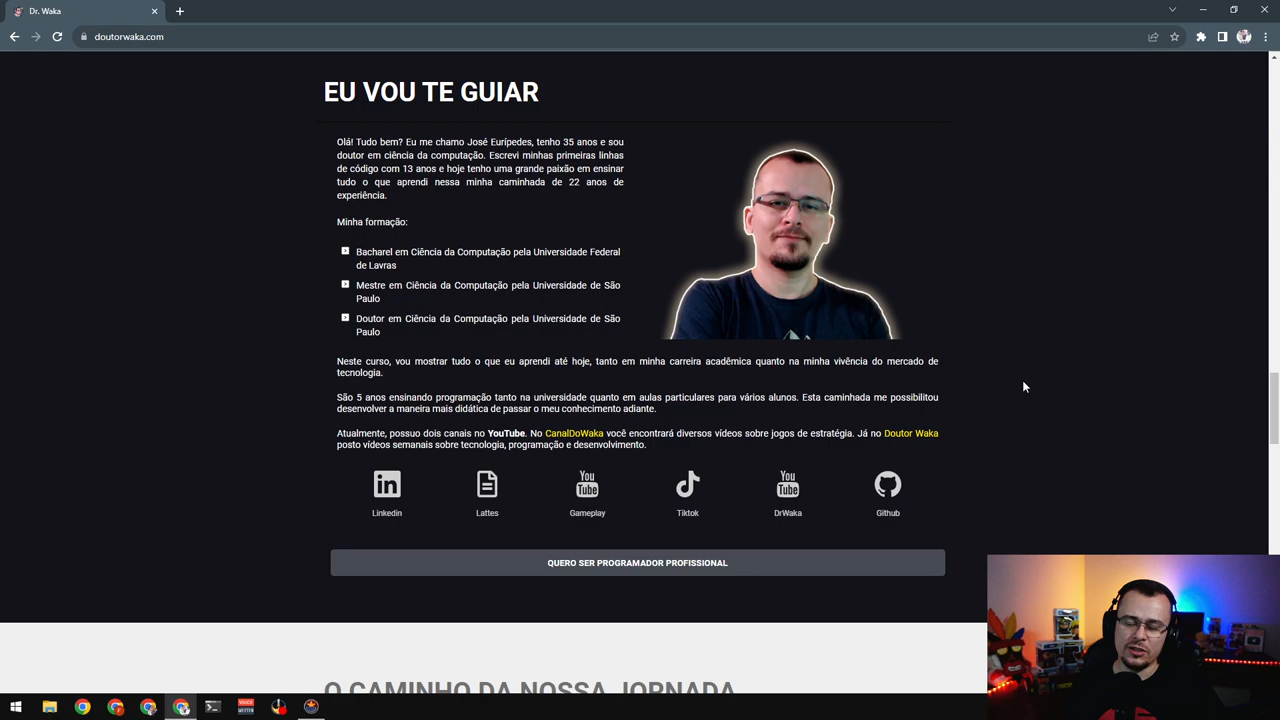 Dr. Waka
doutorwaka.com
EU VOU TE GUIAR
Olá! Tudo bem? Eu me chamo José Eurípedes, tenho 35 anos e sou
doutor em ciência da computação. Escrevi minhas primeiras linhas
de código com 13 anos e hoje tenho uma grande paixão em ensinar
tudo o que aprendi nessa minha caminhada de 22 anos de
experiência.
Minha formação:
Bacharel em Ciência da Computação pela Universidade Federal
de Lavras
Mestre em Ciência da Computação pela Universidade de São
Paulo
Doutor em Ciência da Computação pela Universidade de São
Paulo
Neste curso, vou mostrar tudo o que eu aprendi até hoje, tanto em minha carreira acadêmica quanto na minha vivência do mercado de
tecnologia.
São 5 anos ensinando programação tanto na universidade quanto em aulas particulares para vários alunos. Esta caminhada me possibilitou
desenvolver a maneira mais didática de passar o meu conhecimento adiante.
Atualmente, possuo dois canais no YouTube. No CanalDoWaka você encontrará diversos vídeos sobre jogos de estratégia. Já no Doutor Waka
posto vídeos semanais sobre tecnologia, programação e desenvolvimento.
Linkedin Lattes Gameplay Tiktok DrWaka Github
QUERO SER PROGRAMADOR PROFISSIONAL
O CAMINHO DA NOSSA JORNADA